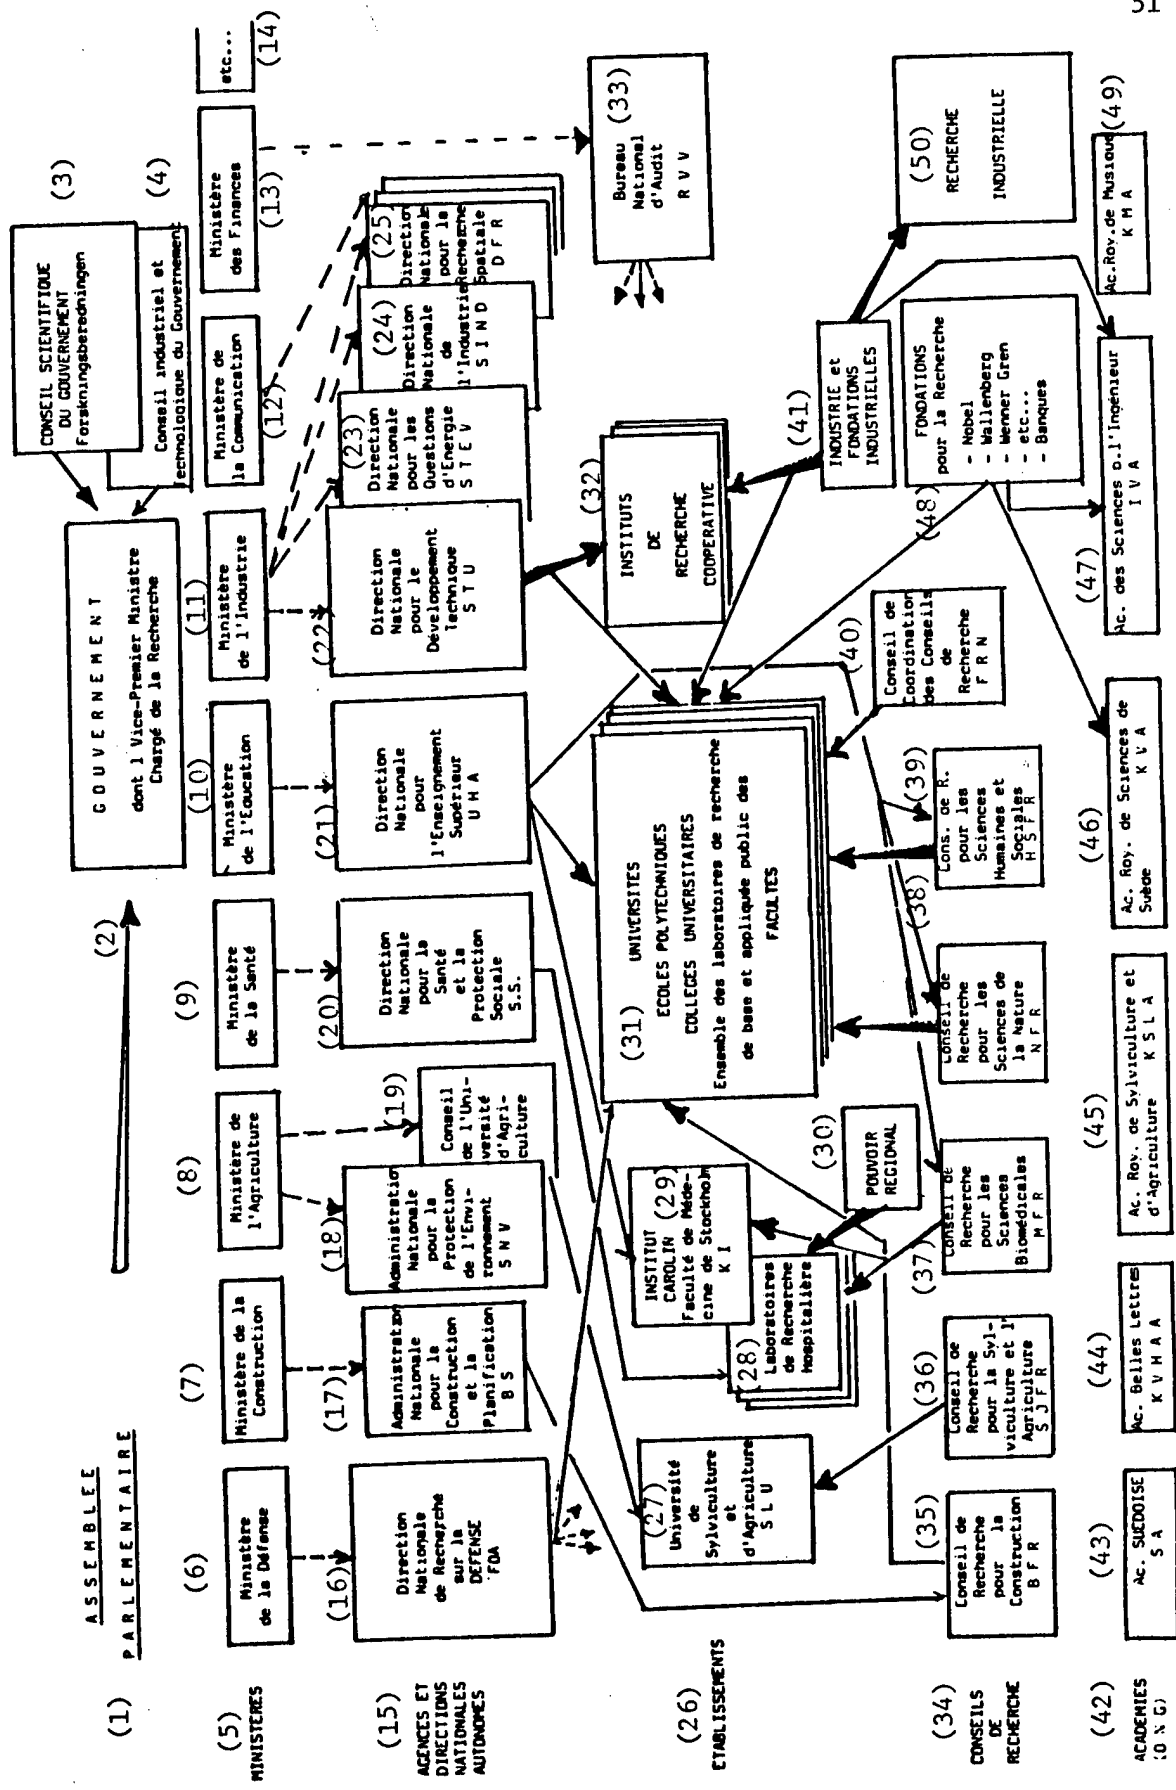 51
(1)
ASSEMBLEE
PARLEMENTAIRE
(2)
GOUVERNEMENT
dont 1 Vice-Premier Ministre
Chargé de la Recherche
CONSEIL SCIENTIFIQUE
DU GOUVERNEMENT
Forskningsberedningen
(3)
Conseil industriel et
Technologique du Gouvernement
(4)
(5)
MINISTERES
(6)
Ministère
de la Défense
(7)
Ministère de la
Construction
(8)
Ministère de
l'Agriculture
(9)
Ministère
de la Santé
(10)
Ministère
de l'Education
(11)
Ministère
de l'Industrie
(12)
Ministère de
la Communication
(13)
Ministère
des Finances
(14)
etc...
(15)
AGENCES ET
DIRECTIONS
NATIONALES
AUTONOMES
(16)
Direction
Nationale
de Recherche
sur la
DEFENSE
FOA
(17)
Administration
Nationale
pour la
Construction
et la
Planification
B S
(18)
Administration
Nationale
pour la
Protection
de l'Envi-
ronnement
S N V
(19)
Conseil
de l'Uni-
versité
d'Agri-
culture
(20)
Direction
Nationale
pour la
Santé
et la
Protection
Sociale
S.S.
(21)
Direction
Nationale
pour
l'Enseignement
Supérieur
U H A
(22)
Direction
Nationale
pour le
Développement
Technique
S T U
(23)
Direction
Nationale
pour les
Questions
d'Energie
S T E V
(24)
Direction
Nationale
de
l'Industrie
S I N D
(25)
Direction
Nationale
pour la
Recherche
Spatiale
D F R
(26)
ETABLISSEMENTS
(27)
Université
de
Sylviculture
et
d'Agriculture
S L U
(28)
Laboratoires
de Recherche
Hospitalière
(29)
INSTITUT
CAROLIN
Faculté de Méde-
cine de Stockholm
K I
(30)
POUVOIR
REGIONAL
(31)
UNIVERSITES
ECOLES POLYTECHNIQUES
COLLEGES UNIVERSITAIRES
Ensemble des laboratoires de recherche
de base et appliquée public des
FACULTES
(32)
INSTITUTS
DE
RECHERCHE
COOPERATIVE
(33)
Bureau
National
d'Audit
R V V
(34)
CONSEILS
DE
RECHERCHE
(35)
Conseil de
Recherche
pour la
Construction
B F R
(36)
Conseil de
Recherche
pour la Syl-
viculture et l'
Agriculture
S J F R
(37)
Conseil de
Recherche
pour les
Sciences
Biomédicales
M F R
(38)
Conseil de
Recherche
pour les
Sciences de
la Nature
N F R
(39)
Cons. de R.
pour les
Sciences
Humaines et
Sociales
H S F R
(40)
Conseil de
Coordination
des Conseils
de
Recherche
F R N
(41)
INDUSTRIE et
FONDATIONS
INDUSTRIELLES
(48)
FONDATIONS
pour la Recherche
- Nobel
- Wallenberg
- Wenner Gren
- etc...
- Banques
(50)
RECHERCHE
INDUSTRIELLE
(42)
ACADEMIES
(O N G)
(43)
Ac. SUEDOISE
S A
(44)
Ac. Belles Lettres
K V H A A
(45)
Ac. Roy. de Sylviculture et
d'Agriculture K S L A
(46)
Ac. Roy. de Sciences de
Suède K V A
(47)
Ac. des Sciences o.l'Ingénieur
I V A
(49)
Ac.Roy.de Musique
K M A